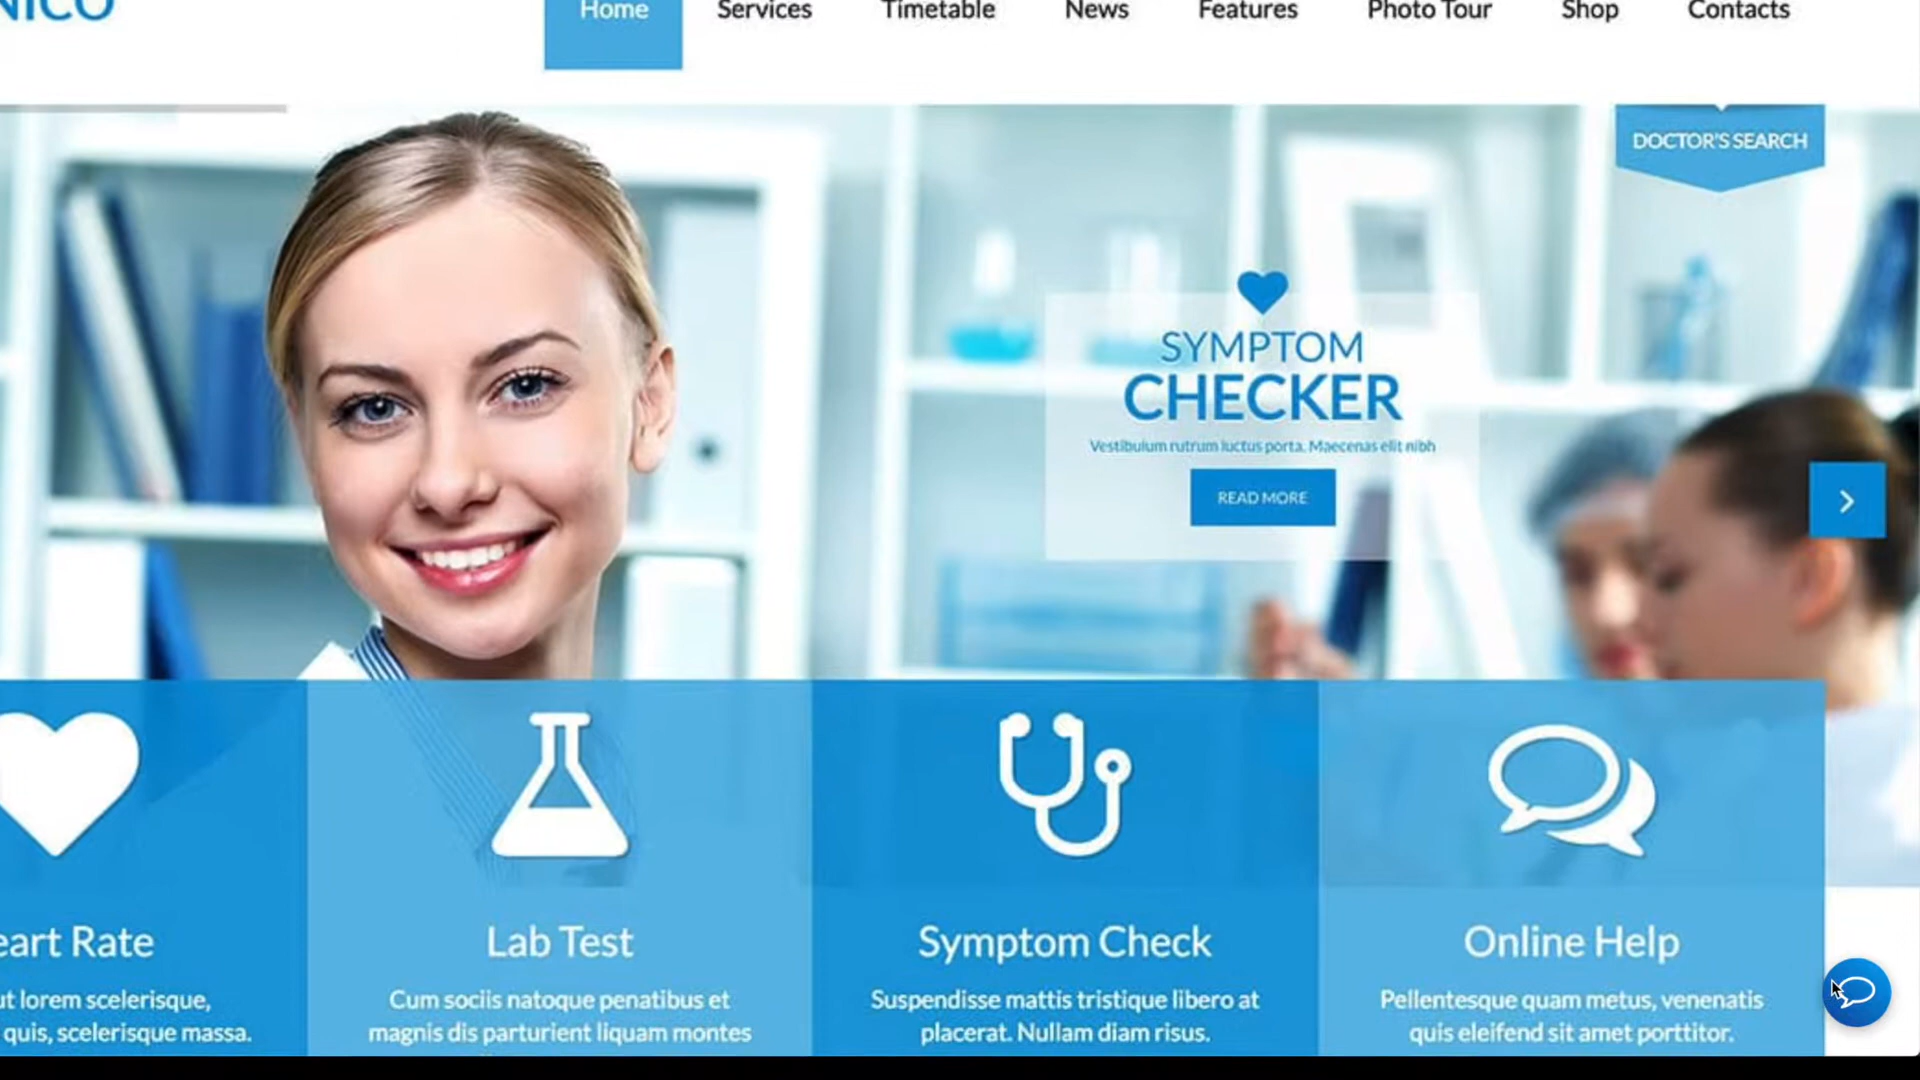 NICO
Home
Services
Timetable
News
Features
Photo Tour
Shop
Contacts
DOCTOR'S SEARCH
SYMPTOM
CHECKER
Vestibulum rutrum luctus porta. Maecenas elit nibh
READ MORE
eart Rate
ut lorem scelerisque,
quis, scelerisque massa.
Lab Test
Cum sociis natoque penatibus et
magnis dis parturient liquam montes
Symptom Check
Suspendisse mattis tristique libero at
placerat. Nullam diam risus.
Online Help
Pellentesque quam metus, venenatis
quis eleifend sit amet porttitor.